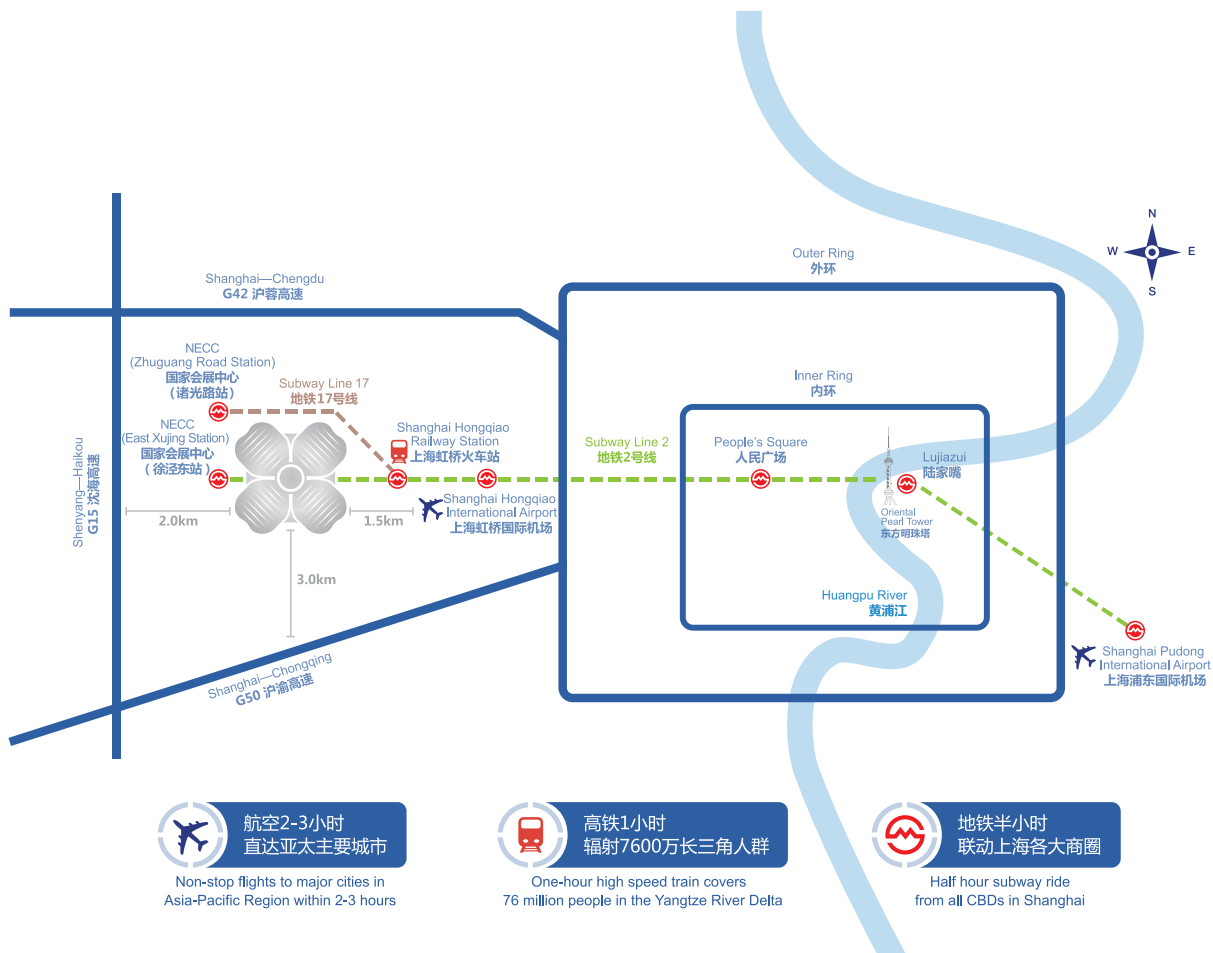 N
W
E
S
Outer Ring
外环
Shanghai—Chengdu
G42 沪蓉高速
NECC
(Zhuguang Road Station)
国家会展中心
（诸光路站）
Subway Line 17
地铁17号线
Inner Ring
内环
NECC
(East Xujing Station)
国家会展中心
（徐泾东站）
Shanghai Hongqiao
Railway Station
上海虹桥火车站
Subway Line 2
地铁2号线
People's Square
人民广场
Lujiazui
陆家嘴
Shenyang—Haikou
G15 沈海高速
2.0km
1.5km
Shanghai Hongqiao
International Airport
上海虹桥国际机场
Oriental
Pearl Tower
东方明珠塔
3.0km
Huangpu River
黄浦江
Shanghai—Chongqing
G50 沪渝高速
Shanghai Pudong
International Airport
上海浦东国际机场
航空2-3小时
直达亚太主要城市
Non-stop flights to major cities in
Asia-Pacific Region within 2-3 hours
高铁1小时
辐射7600万长三角人群
One-hour high speed train covers
76 million people in the Yangtze River Delta
地铁半小时
联动上海各大商圈
Half hour subway ride
from all CBDs in Shanghai